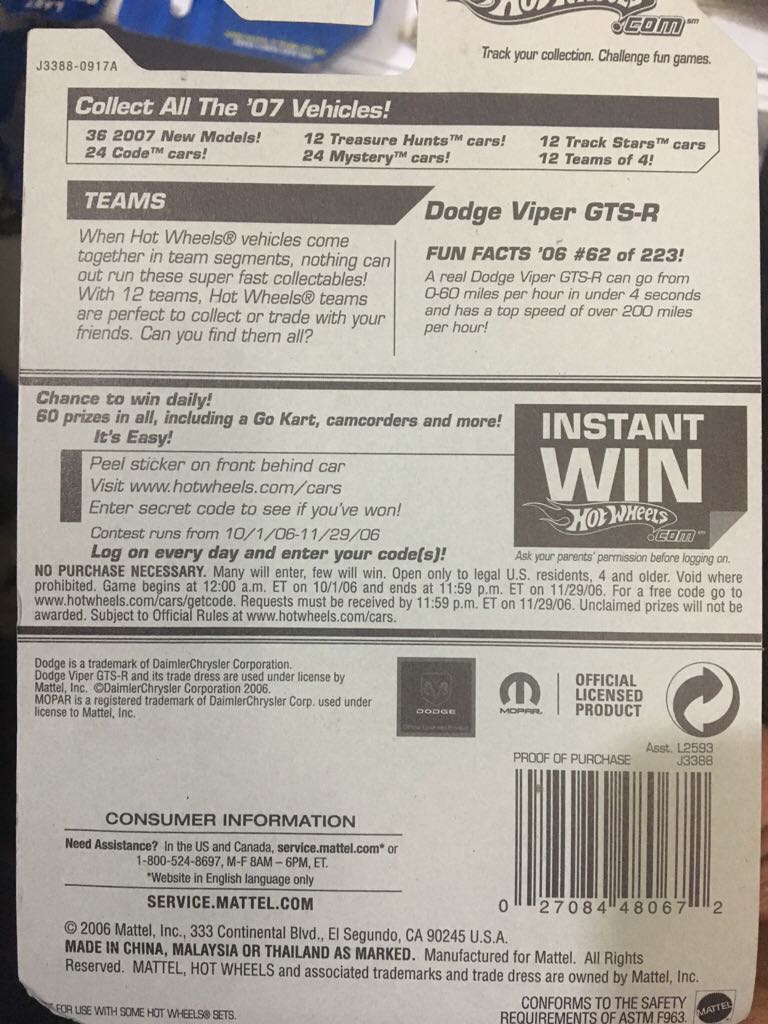 .COM℠
Track your collection. Challenge fun games.
J3388-0917A
Collect All The '07 Vehicles!
36 2007 New Models! 12 Treasure Hunts™ cars! 12 Track Stars™ cars
24 Code™ cars! 24 Mystery™ cars! 12 Teams of 4!
TEAMS
When Hot Wheels® vehicles come
together in team segments, nothing can
out run these super fast collectables!
With 12 teams, Hot Wheels® teams
are perfect to collect or trade with your
friends. Can you find them all?
Dodge Viper GTS-R
FUN FACTS '06 #62 of 223!
A real Dodge Viper GTS-R can go from
0-60 miles per hour in under 4 seconds
and has a top speed of over 200 miles
per hour!
Chance to win daily!
60 prizes in all, including a Go Kart, camcorders and more!
It's Easy!
Peel sticker on front behind car
Visit www.hotwheels.com/cars
Enter secret code to see if you've won!
Contest runs from 10/1/06-11/29/06
Log on every day and enter your code(s)!
INSTANT
WIN
HOT WHEELS
.COM℠
Ask your parents' permission before logging on.
NO PURCHASE NECESSARY. Many will enter, few will win. Open only to legal U.S. residents, 4 and older. Void where
prohibited. Game begins at 12:00 a.m. ET on 10/1/06 and ends at 11:59 p.m. ET on 11/29/06. For a free code go to
www.hotwheels.com/cars/getcode. Requests must be received by 11:59 p.m. ET on 11/29/06. Unclaimed prizes will not be
awarded. Subject to Official Rules at www.hotwheels.com/cars.
Dodge is a trademark of DaimlerChrysler Corporation.
Dodge Viper GTS-R and its trade dress are used under license by
Mattel, Inc. ©DaimlerChrysler Corporation 2006.
MOPAR is a registered trademark of DaimlerChrysler Corp. used under
license to Mattel, Inc.
DODGE
MOPAR.
OFFICIAL
LICENSED
PRODUCT
Asst. L2593
PROOF OF PURCHASE J3388
0 27084 48067 2
CONSUMER INFORMATION
Need Assistance? In the US and Canada, service.mattel.com* or
1-800-524-8697, M-F 8AM – 6PM, ET.
*Website in English language only
SERVICE.MATTEL.COM
© 2006 Mattel, Inc., 333 Continental Blvd., El Segundo, CA 90245 U.S.A.
MADE IN CHINA, MALAYSIA OR THAILAND AS MARKED. Manufactured for Mattel. All Rights
Reserved. MATTEL, HOT WHEELS and associated trademarks and trade dress are owned by Mattel, Inc.
FOR USE WITH SOME HOT WHEELS® SETS.
CONFORMS TO THE SAFETY
REQUIREMENTS OF ASTM F963.
MATTEL